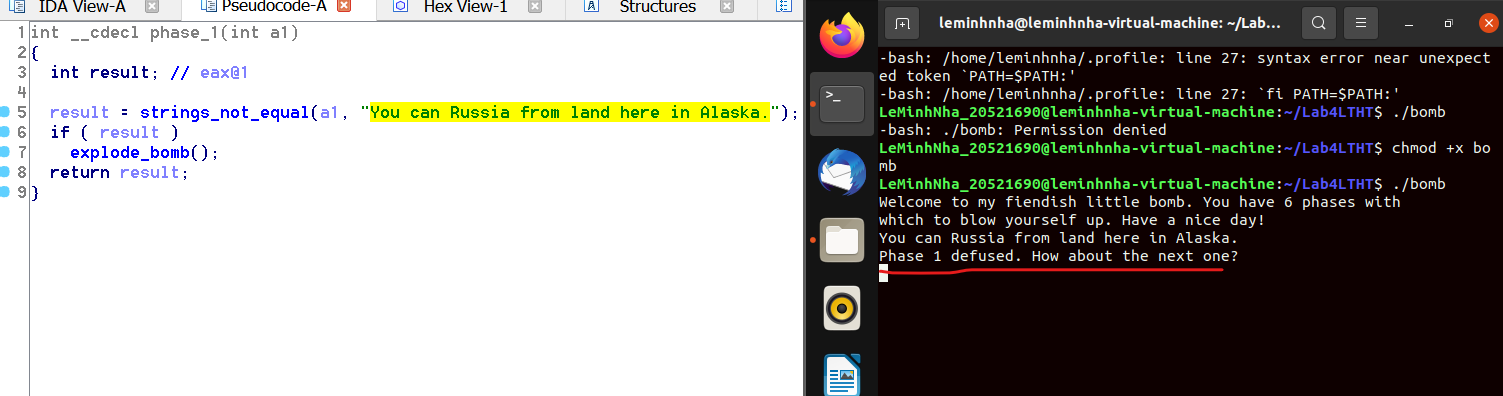 IDA View-A
Pseudocode-A
Hex View-1
Structures
1 int __cdecl phase_1(int a1)
2 {
3 int result; // eax@1
4
5 result = strings_not_equal(a1, "You can Russia from land here in Alaska.");
6 if ( result )
7 explode_bomb();
8 return result;
9 }
leminhnha@leminhnha-virtual-machine: ~/Lab...
-bash: /home/leminhnha/.profile: line 27: syntax error near unexpect
ed token `PATH=$PATH:'
-bash: /home/leminhnha/.profile: line 27: `fi PATH=$PATH:'
LeMinhNha_20521690@leminhnha-virtual-machine:~/Lab4LTHT$ ./bomb
-bash: ./bomb: Permission denied
LeMinhNha_20521690@leminhnha-virtual-machine:~/Lab4LTHT$ chmod +x bo
mb
LeMinhNha_20521690@leminhnha-virtual-machine:~/Lab4LTHT$ ./bomb
Welcome to my fiendish little bomb. You have 6 phases with
which to blow yourself up. Have a nice day!
You can Russia from land here in Alaska.
Phase 1 defused. How about the next one?